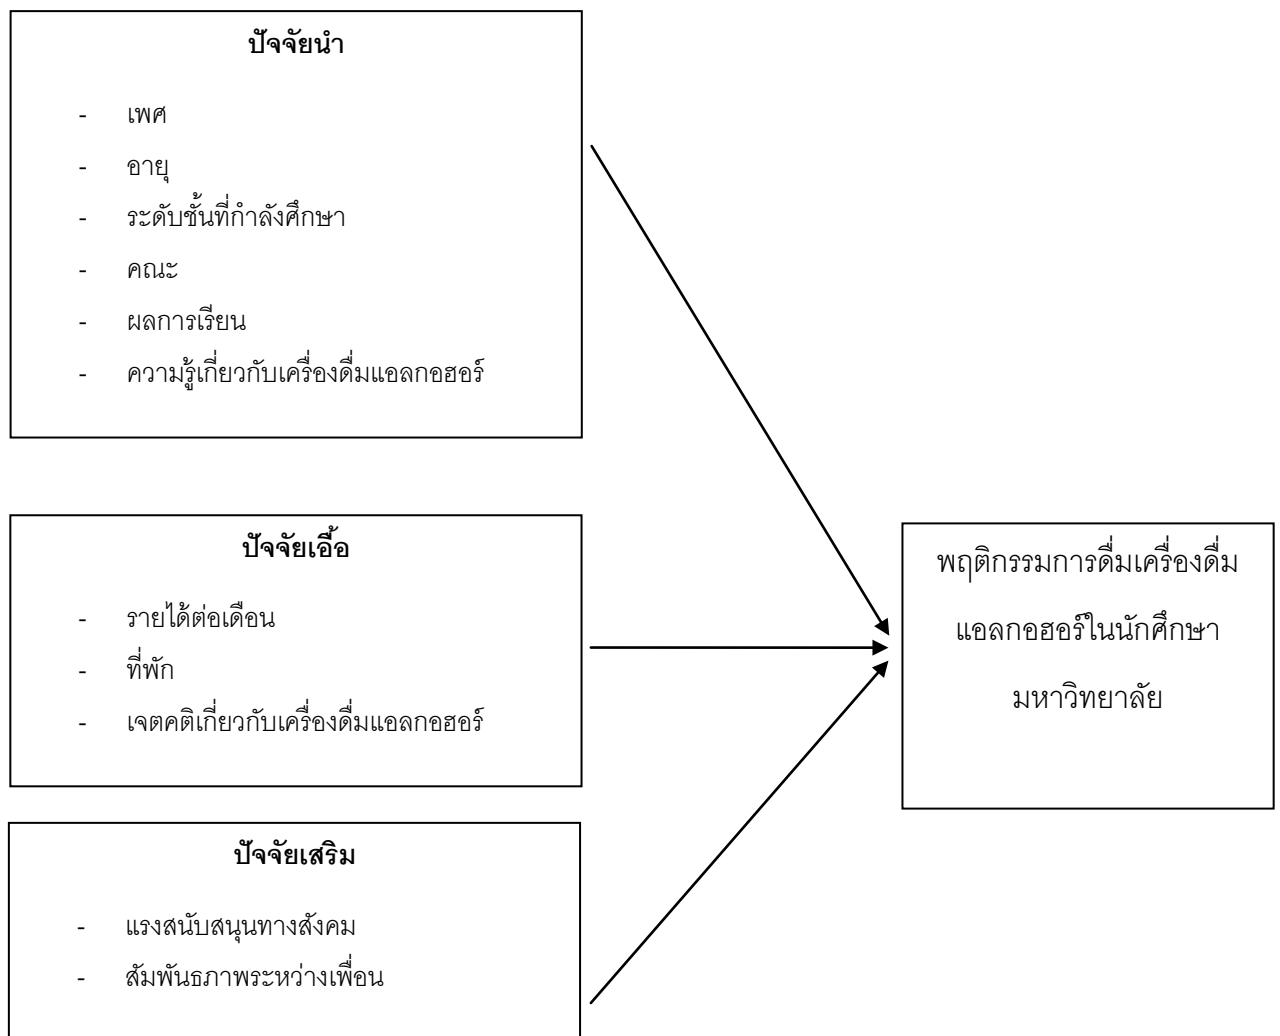 ปัจจัยนำ
- เพศ
- อายุ
- ระดับชั้นที่กำลังศึกษา
- คณะ
- ผลการเรียน
- ความรู้เกี่ยวกับเครื่องดื่มแอลกอฮอร์
ปัจจัยเอื้อ
- รายได้ต่อเดือน
- ที่พัก
- เจตคติเกี่ยวกับเครื่องดื่มแอลกอฮอร์
ปัจจัยเสริม
- แรงสนับสนุนทางสังคม
- สัมพันธภาพระหว่างเพื่อน
พฤติกรรมการดื่มเครื่องดื่ม
แอลกอฮอร์ในนักศึกษา
มหาวิทยาลัย